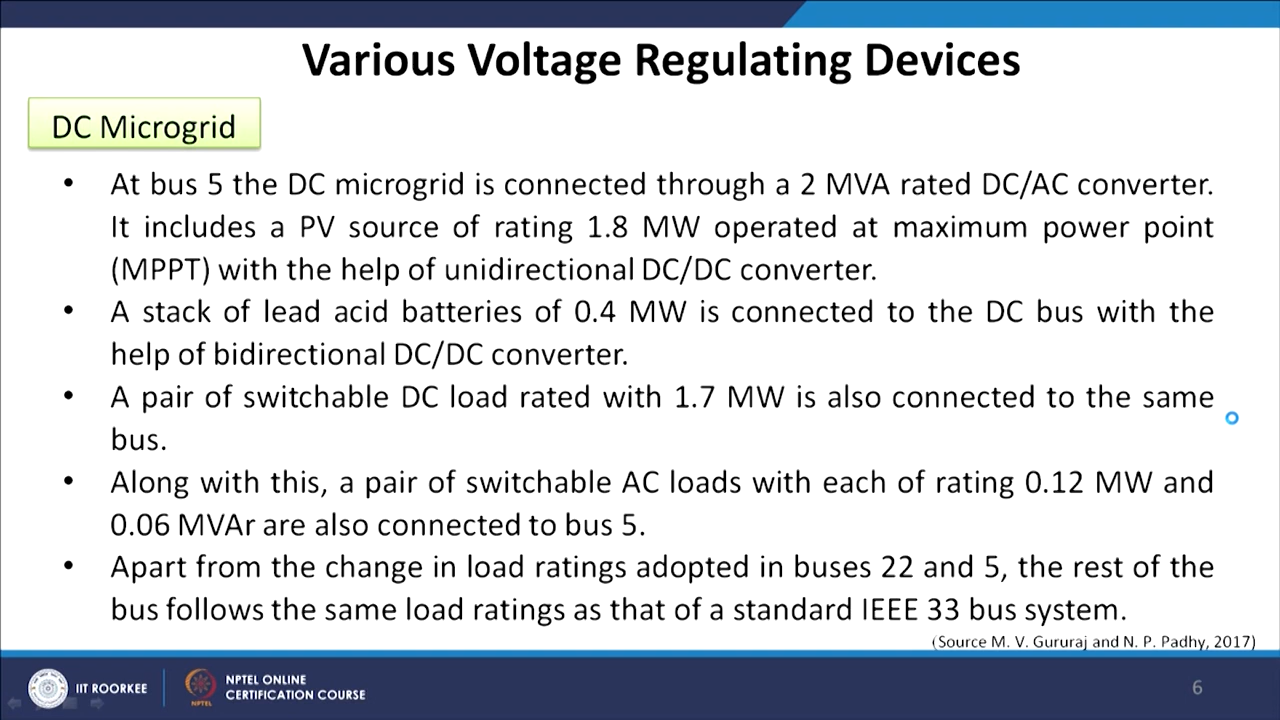 Various Voltage Regulating Devices
DC Microgrid
• At bus 5 the DC microgrid is connected through a 2 MVA rated DC/AC converter.
It includes a PV source of rating 1.8 MW operated at maximum power point
(MPPT) with the help of unidirectional DC/DC converter.
• A stack of lead acid batteries of 0.4 MW is connected to the DC bus with the
help of bidirectional DC/DC converter.
• A pair of switchable DC load rated with 1.7 MW is also connected to the same
bus.
• Along with this, a pair of switchable AC loads with each of rating 0.12 MW and
0.06 MVAr are also connected to bus 5.
• Apart from the change in load ratings adopted in buses 22 and 5, the rest of the
bus follows the same load ratings as that of a standard IEEE 33 bus system.
(Source M. V. Gururaj and N. P. Padhy, 2017)
IIT ROORKEE
NPTEL
NPTEL ONLINE
CERTIFICATION COURSE
6